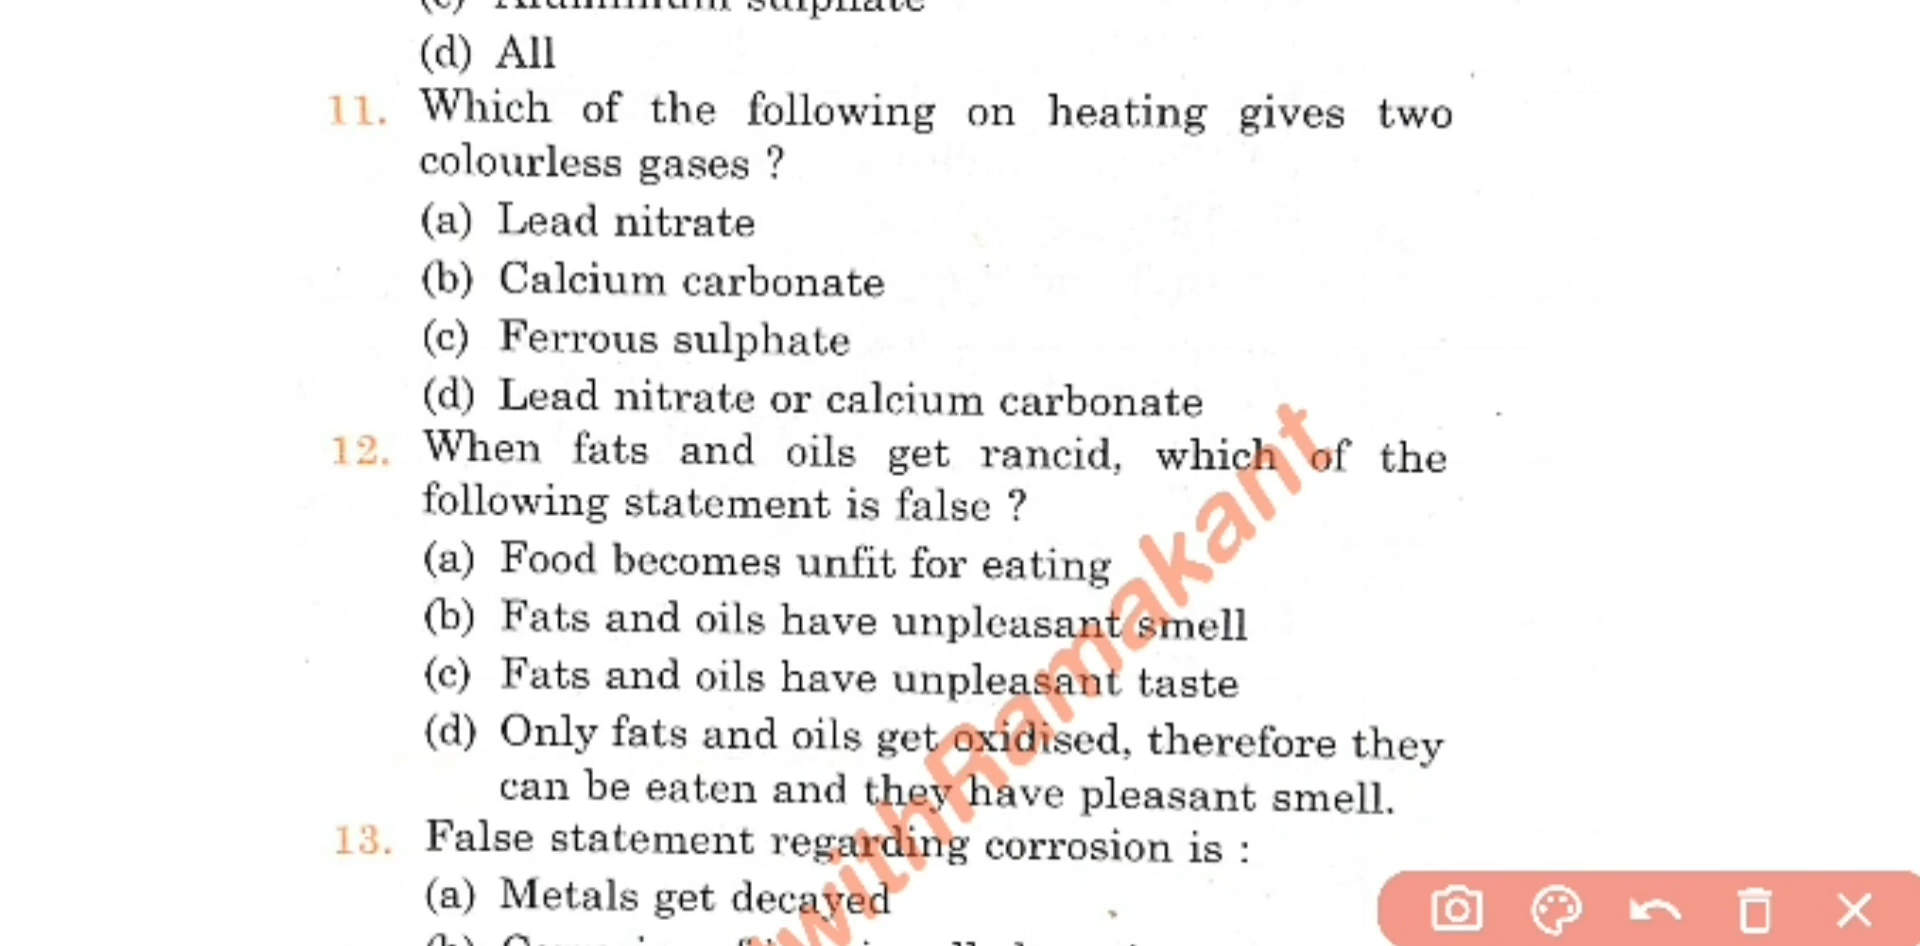 (c) Aluminium sulphate
(d) All
11. Which of the following on heating gives two
colourless gases ?
(a) Lead nitrate
(b) Calcium carbonate
(c) Ferrous sulphate
(d) Lead nitrate or calcium carbonate
12. When fats and oils get rancid, which of the
following statement is false ?
(a) Food becomes unfit for eating
(b) Fats and oils have unpleasant smell
(c) Fats and oils have unpleasant taste
(d) Only fats and oils get oxidised, therefore they
can be eaten and they have pleasant smell.
13. False statement regarding corrosion is :
(a) Metals get decayed
(b)
withRamakant